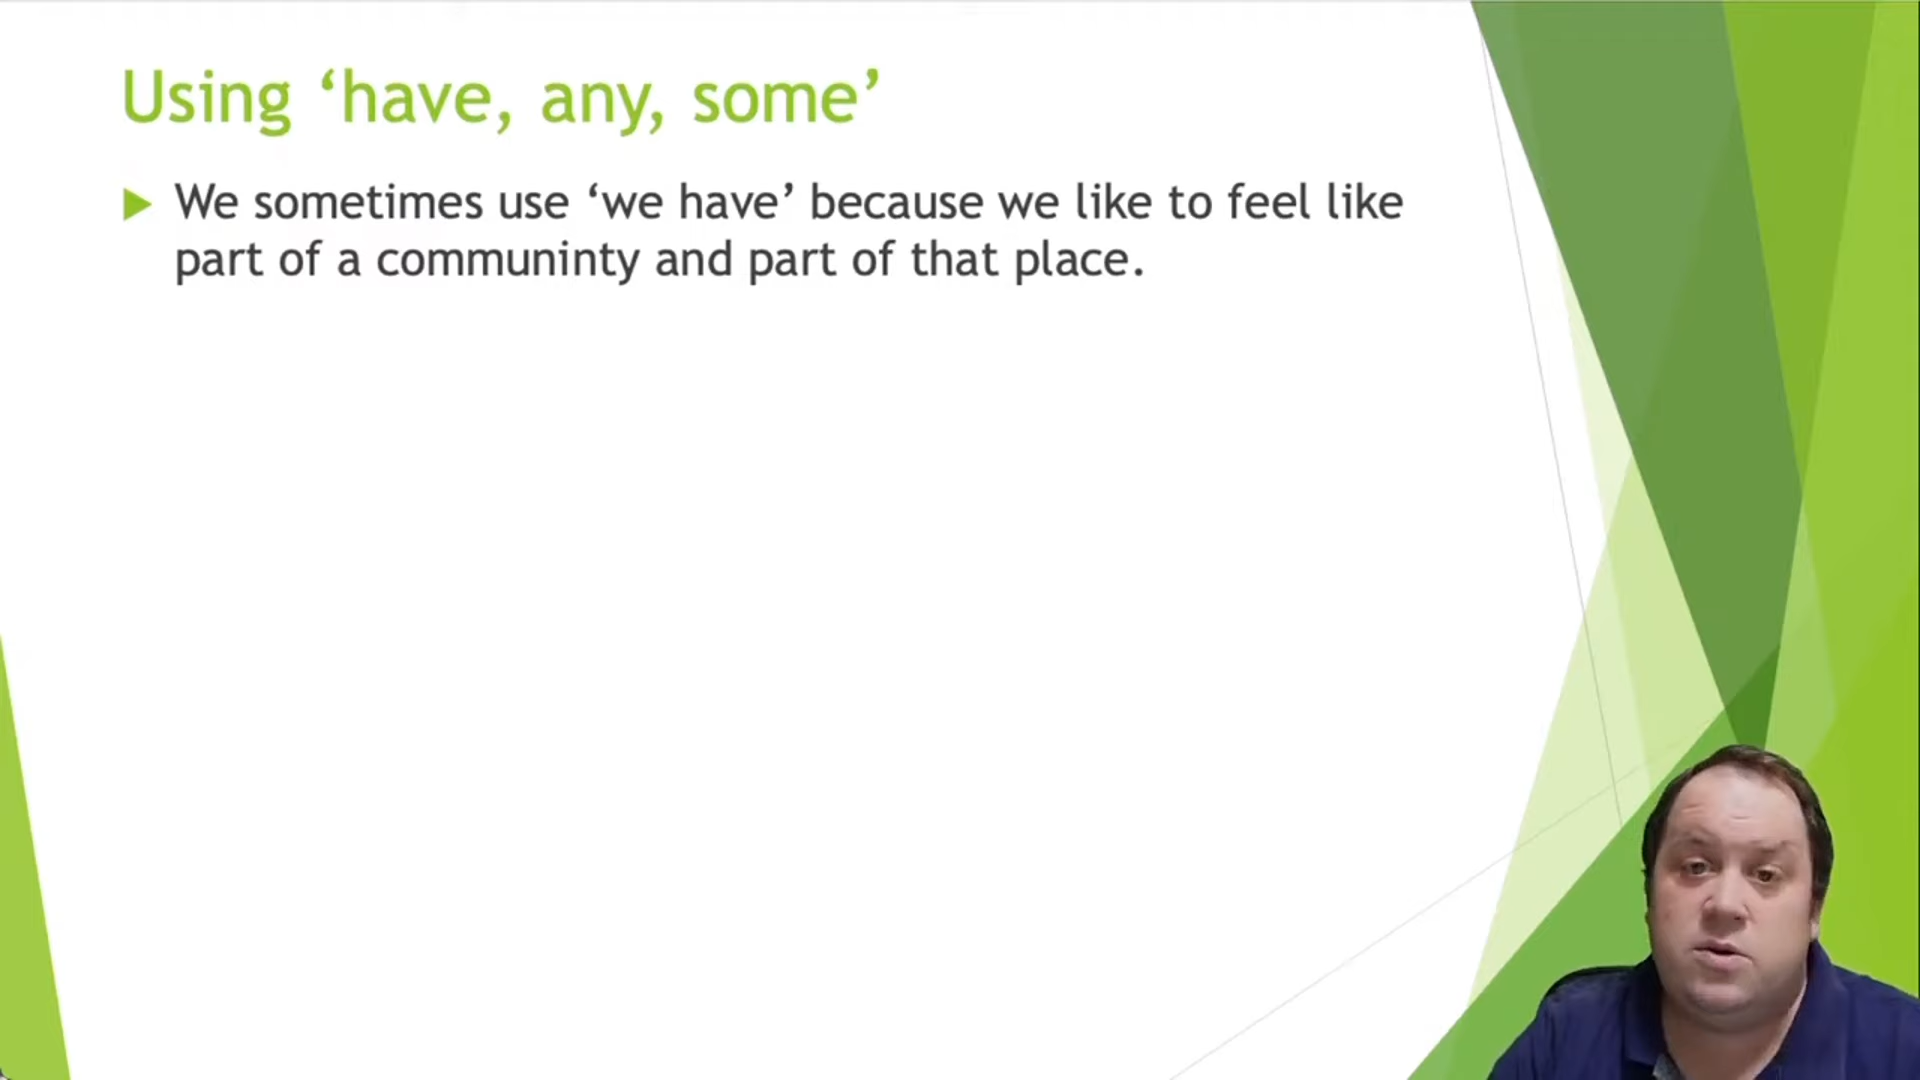 Using ‘have, any, some’
We sometimes use ‘we have’ because we like to feel like
part of a communinty and part of that place.